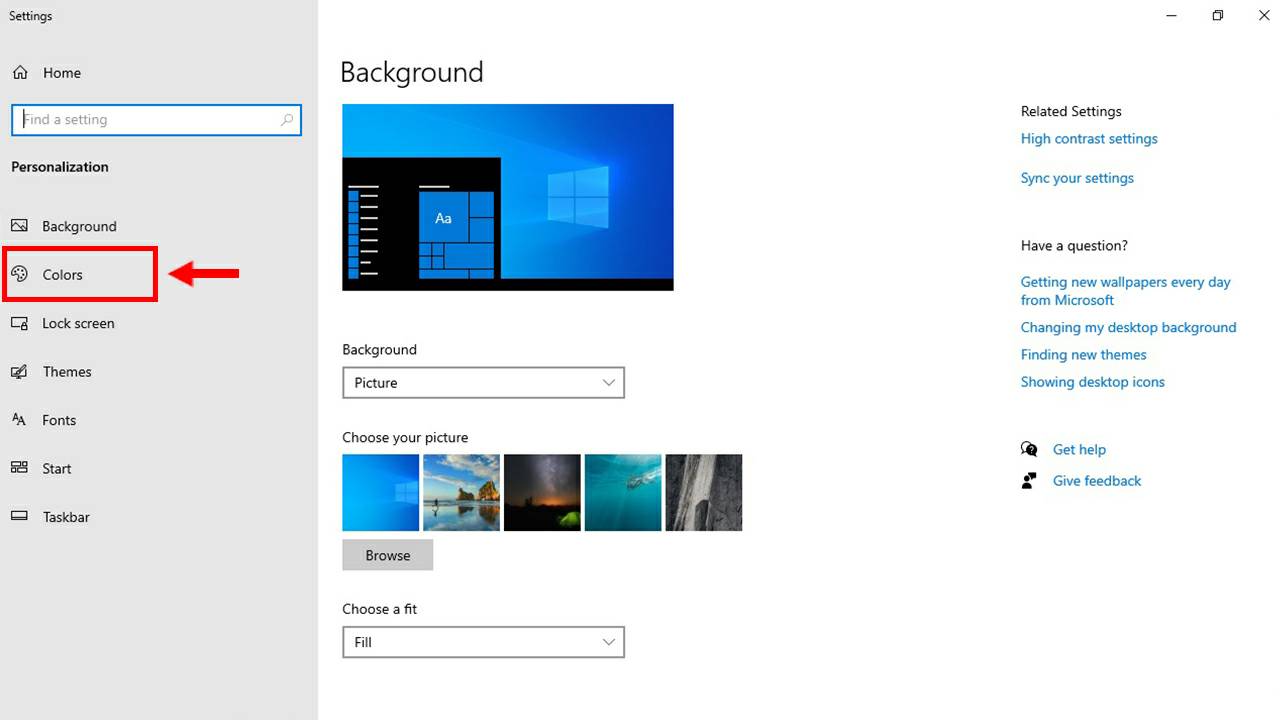 Settings
Home
Find a setting
Personalization
Background
Colors
Lock screen
Themes
Fonts
Start
Taskbar
Background
Aa
Background
Picture
Choose your picture
Browse
Choose a fit
Fill
Related Settings
High contrast settings
Sync your settings
Have a question?
Getting new wallpapers every day
from Microsoft
Changing my desktop background
Finding new themes
Showing desktop icons
Get help
Give feedback